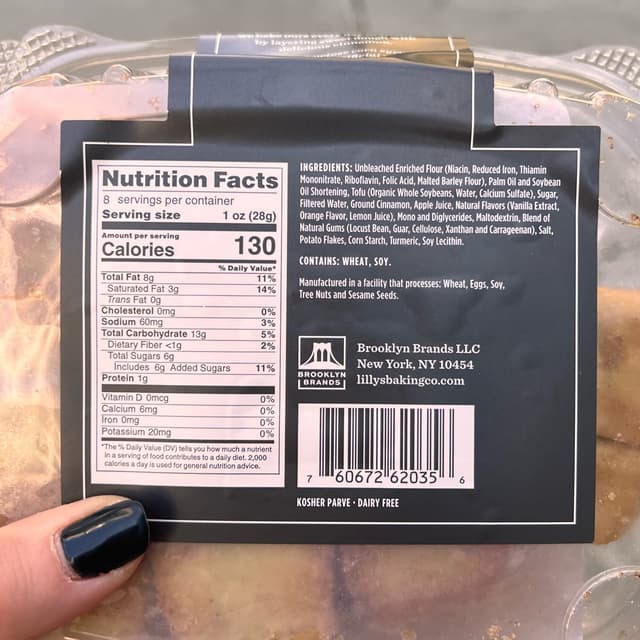 by layering
Nutrition Facts
8 servings per container
Serving size 1 oz (28g)
Amount per serving
Calories 130
% Daily Value*
Total Fat 8g 11%
Saturated Fat 3g 14%
Trans Fat 0g
Cholesterol 0mg 0%
Sodium 60mg 3%
Total Carbohydrate 13g 5%
Dietary Fiber <1g 2%
Total Sugars 6g
Includes 6g Added Sugars 11%
Protein 1g
Vitamin D 0mcg 0%
Calcium 6mg 0%
Iron 0mg 0%
Potassium 20mg 0%
*The % Daily Value (DV) tells you how much a nutrient
in a serving of food contributes to a daily diet. 2,000
calories a day is used for general nutrition advice.
INGREDIENTS: Unbleached Enriched Flour (Niacin, Reduced Iron, Thiamin
Mononitrate, Riboflavin, Folic Acid, Malted Barley Flour), Palm Oil and Soybean
Oil Shortening, Tofu (Organic Whole Soybeans, Water, Calcium Sulfate), Sugar,
Filtered Water, Ground Cinnamon, Apple Juice, Natural Flavors (Vanilla Extract,
Orange Flavor, Lemon Juice), Mono and Diglycerides, Maltodextrin, Blend of
Natural Gums (Locust Bean, Guar, Cellulose, Xanthan and Carrageenan), Salt,
Potato Flakes, Corn Starch, Turmeric, Soy Lecithin.
CONTAINS: WHEAT, SOY.
Manufactured in a facility that processes: Wheat, Eggs, Soy,
Tree Nuts and Sesame Seeds.
BROOKLYN
BRANDS
Brooklyn Brands LLC
New York, NY 10454
lillysbakingco.com
7 60672 62035 6
KOSHER PARVE • DAIRY FREE